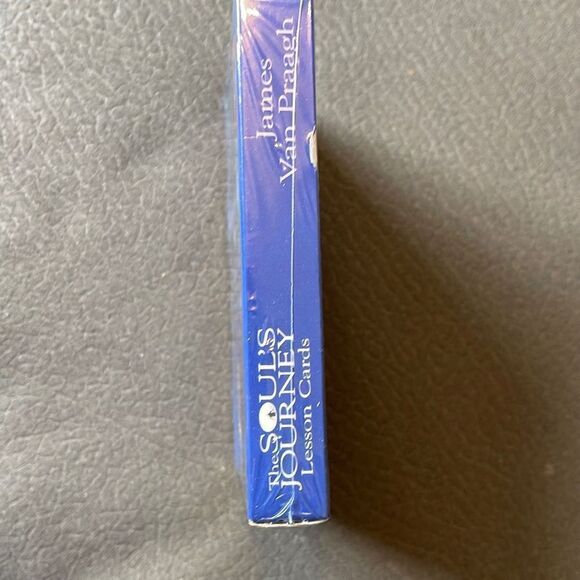 The SOUL'S
JOURNEY
Lesson Cards
James
Van Praagh